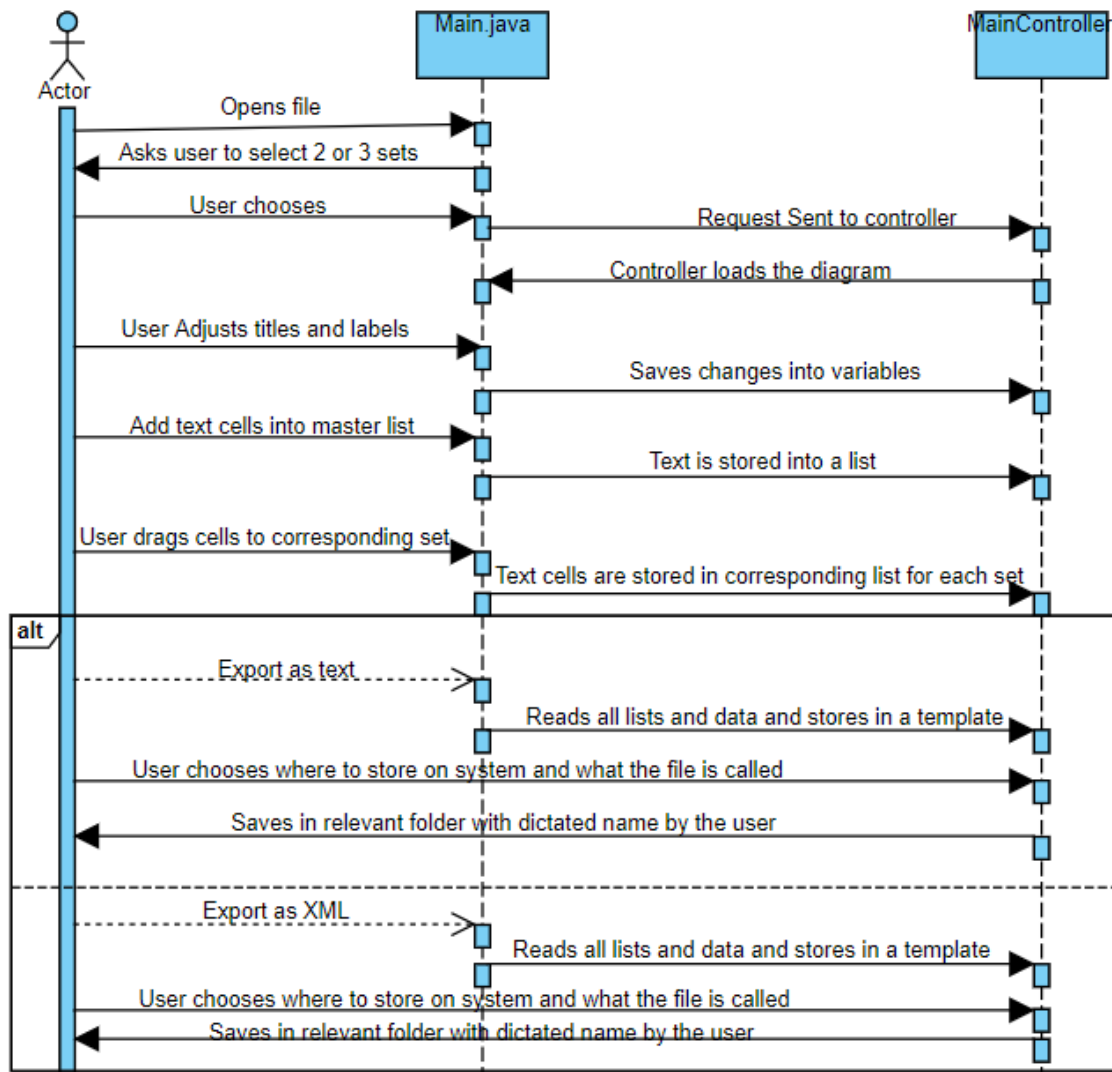 Main.java
MainController
Actor
Opens file
Asks user to select 2 or 3 sets
User chooses
Request Sent to controller
Controller loads the diagram
User Adjusts titles and labels
Saves changes into variables
Add text cells into master list
Text is stored into a list
User drags cells to corresponding set
Text cells are stored in corresponding list for each set
alt
Export as text
Reads all lists and data and stores in a template
User chooses where to store on system and what the file is called
Saves in relevant folder with dictated name by the user
Export as XML
Reads all lists and data and stores in a template
User chooses where to store on system and what the file is called
Saves in relevant folder with dictated name by the user